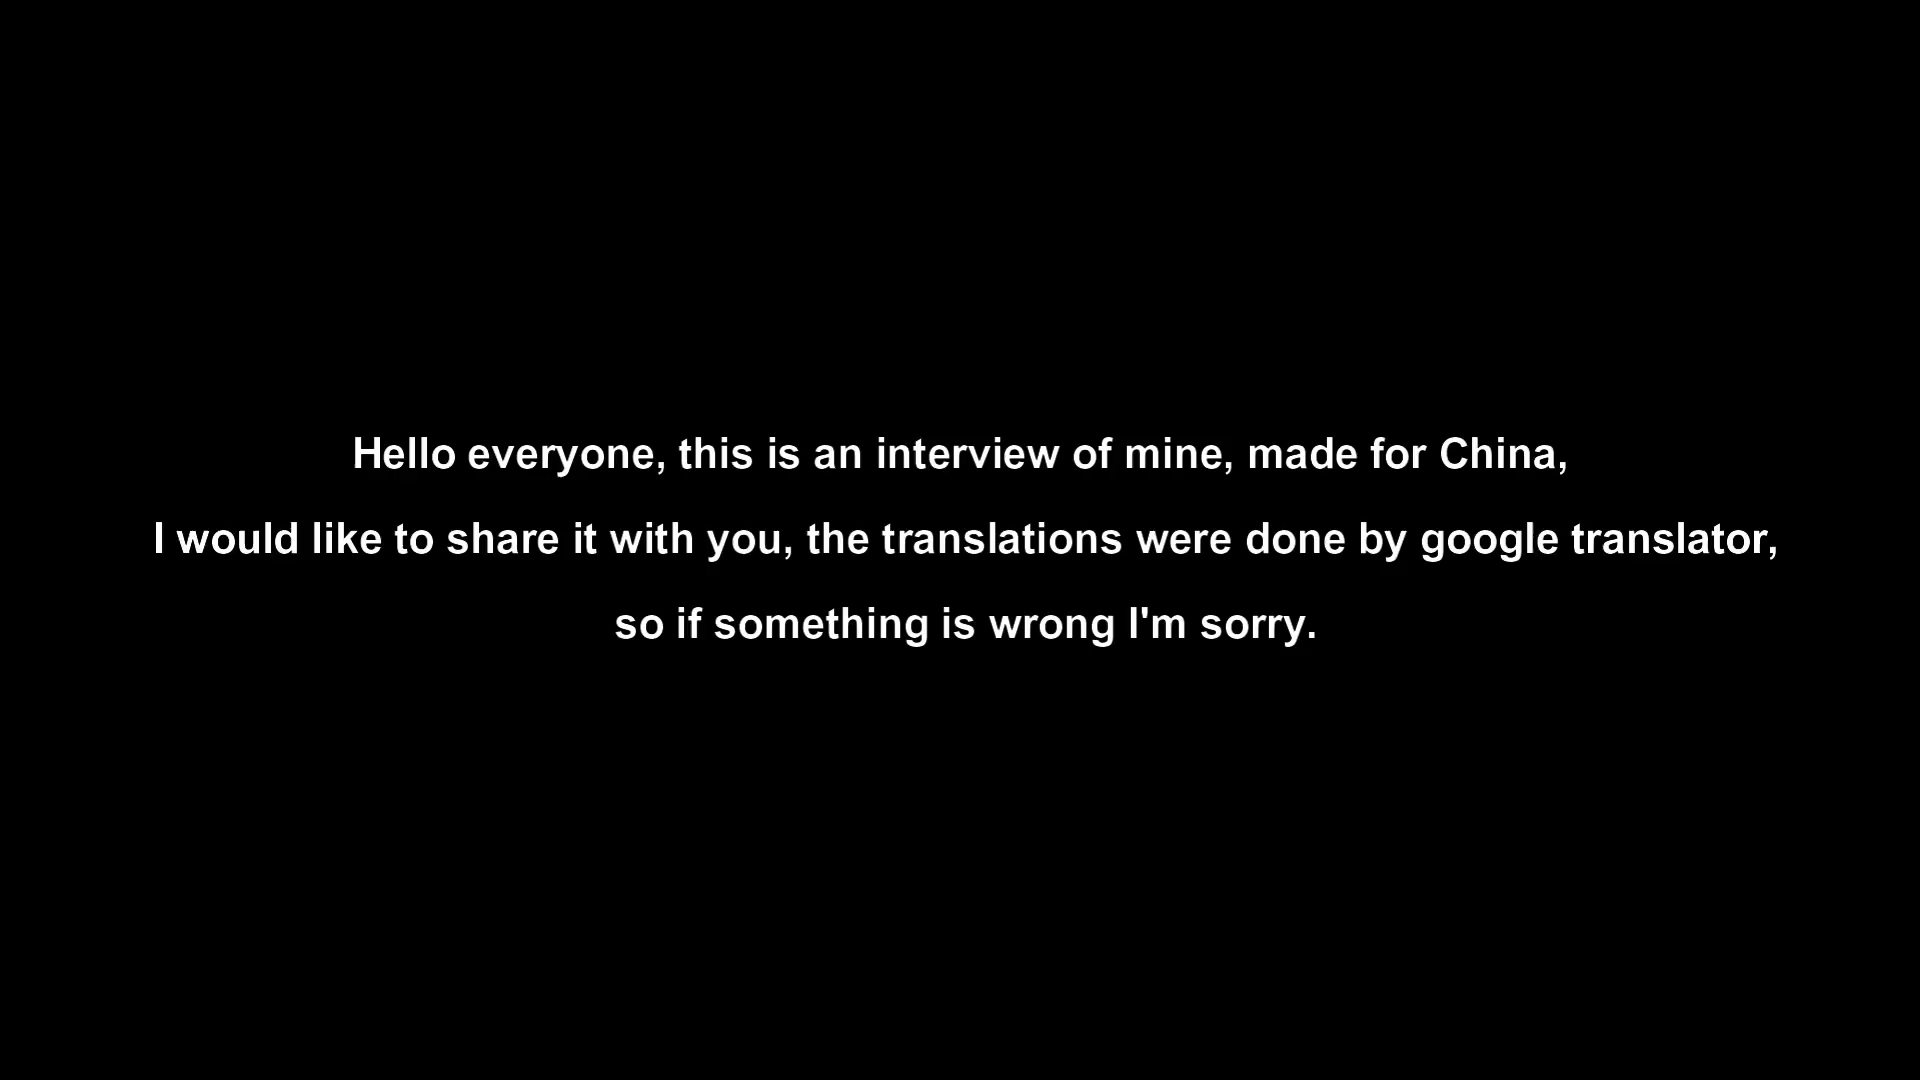 Hello everyone, this is an interview of mine, made for China,
I would like to share it with you, the translations were done by google translator,
so if something is wrong I'm sorry.